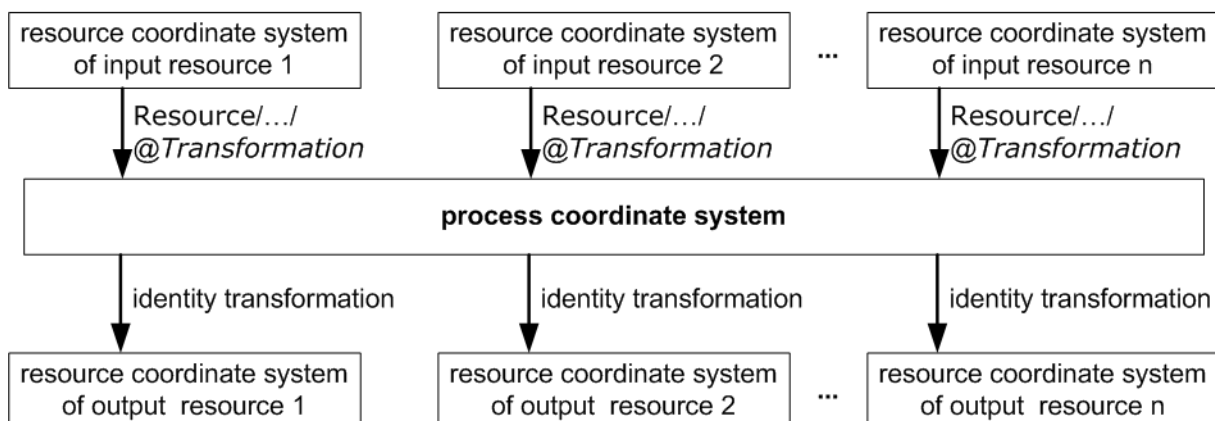 resource coordinate system
of input resource 1
resource coordinate system
of input resource 2
...
resource coordinate system
of input resource n
Resource/…/
@Transformation
Resource/…/
@Transformation
Resource/…/
@Transformation
process coordinate system
identity transformation
identity transformation
identity transformation
resource coordinate system
of output resource 1
resource coordinate system
of output resource 2
...
resource coordinate system
of output resource n